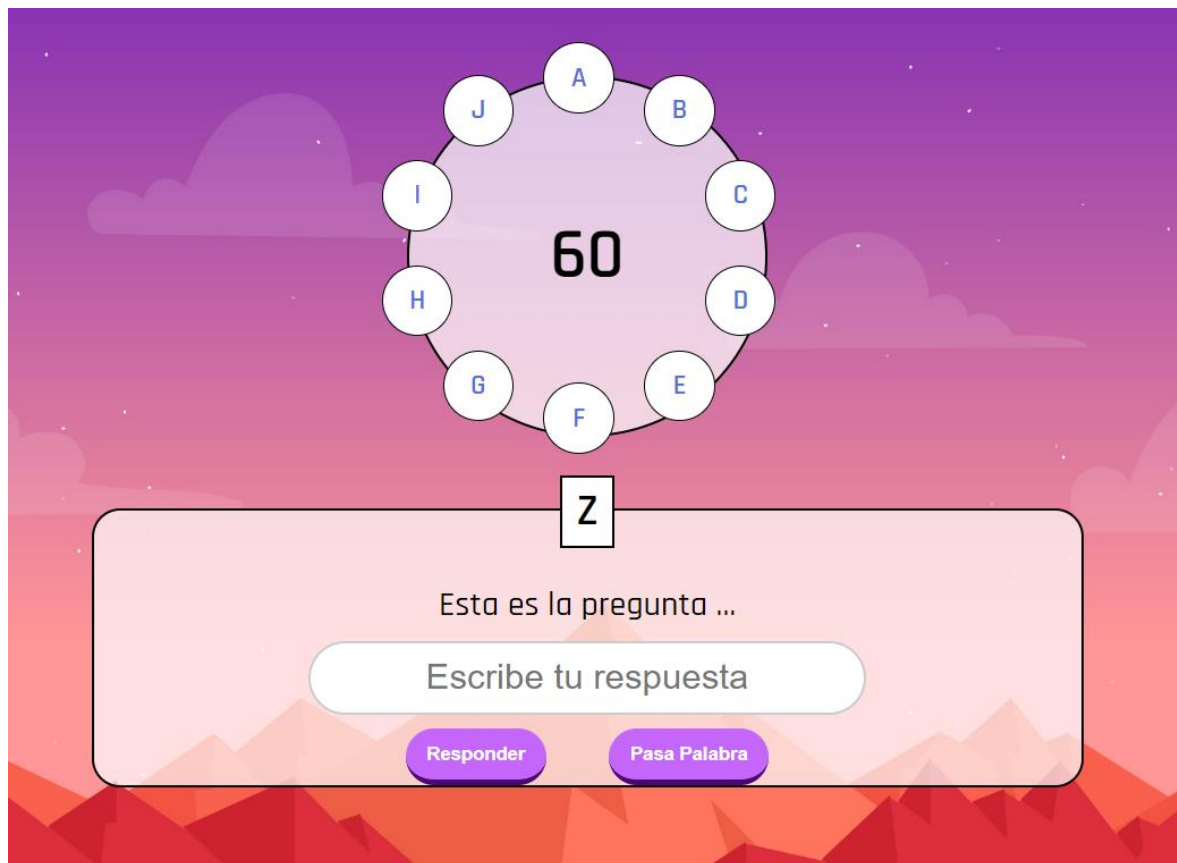 A
J
B
I
C
60
H
D
G
E
F
Z
Esta es la pregunta ...
Escribe tu respuesta
Responder
Pasa Palabra